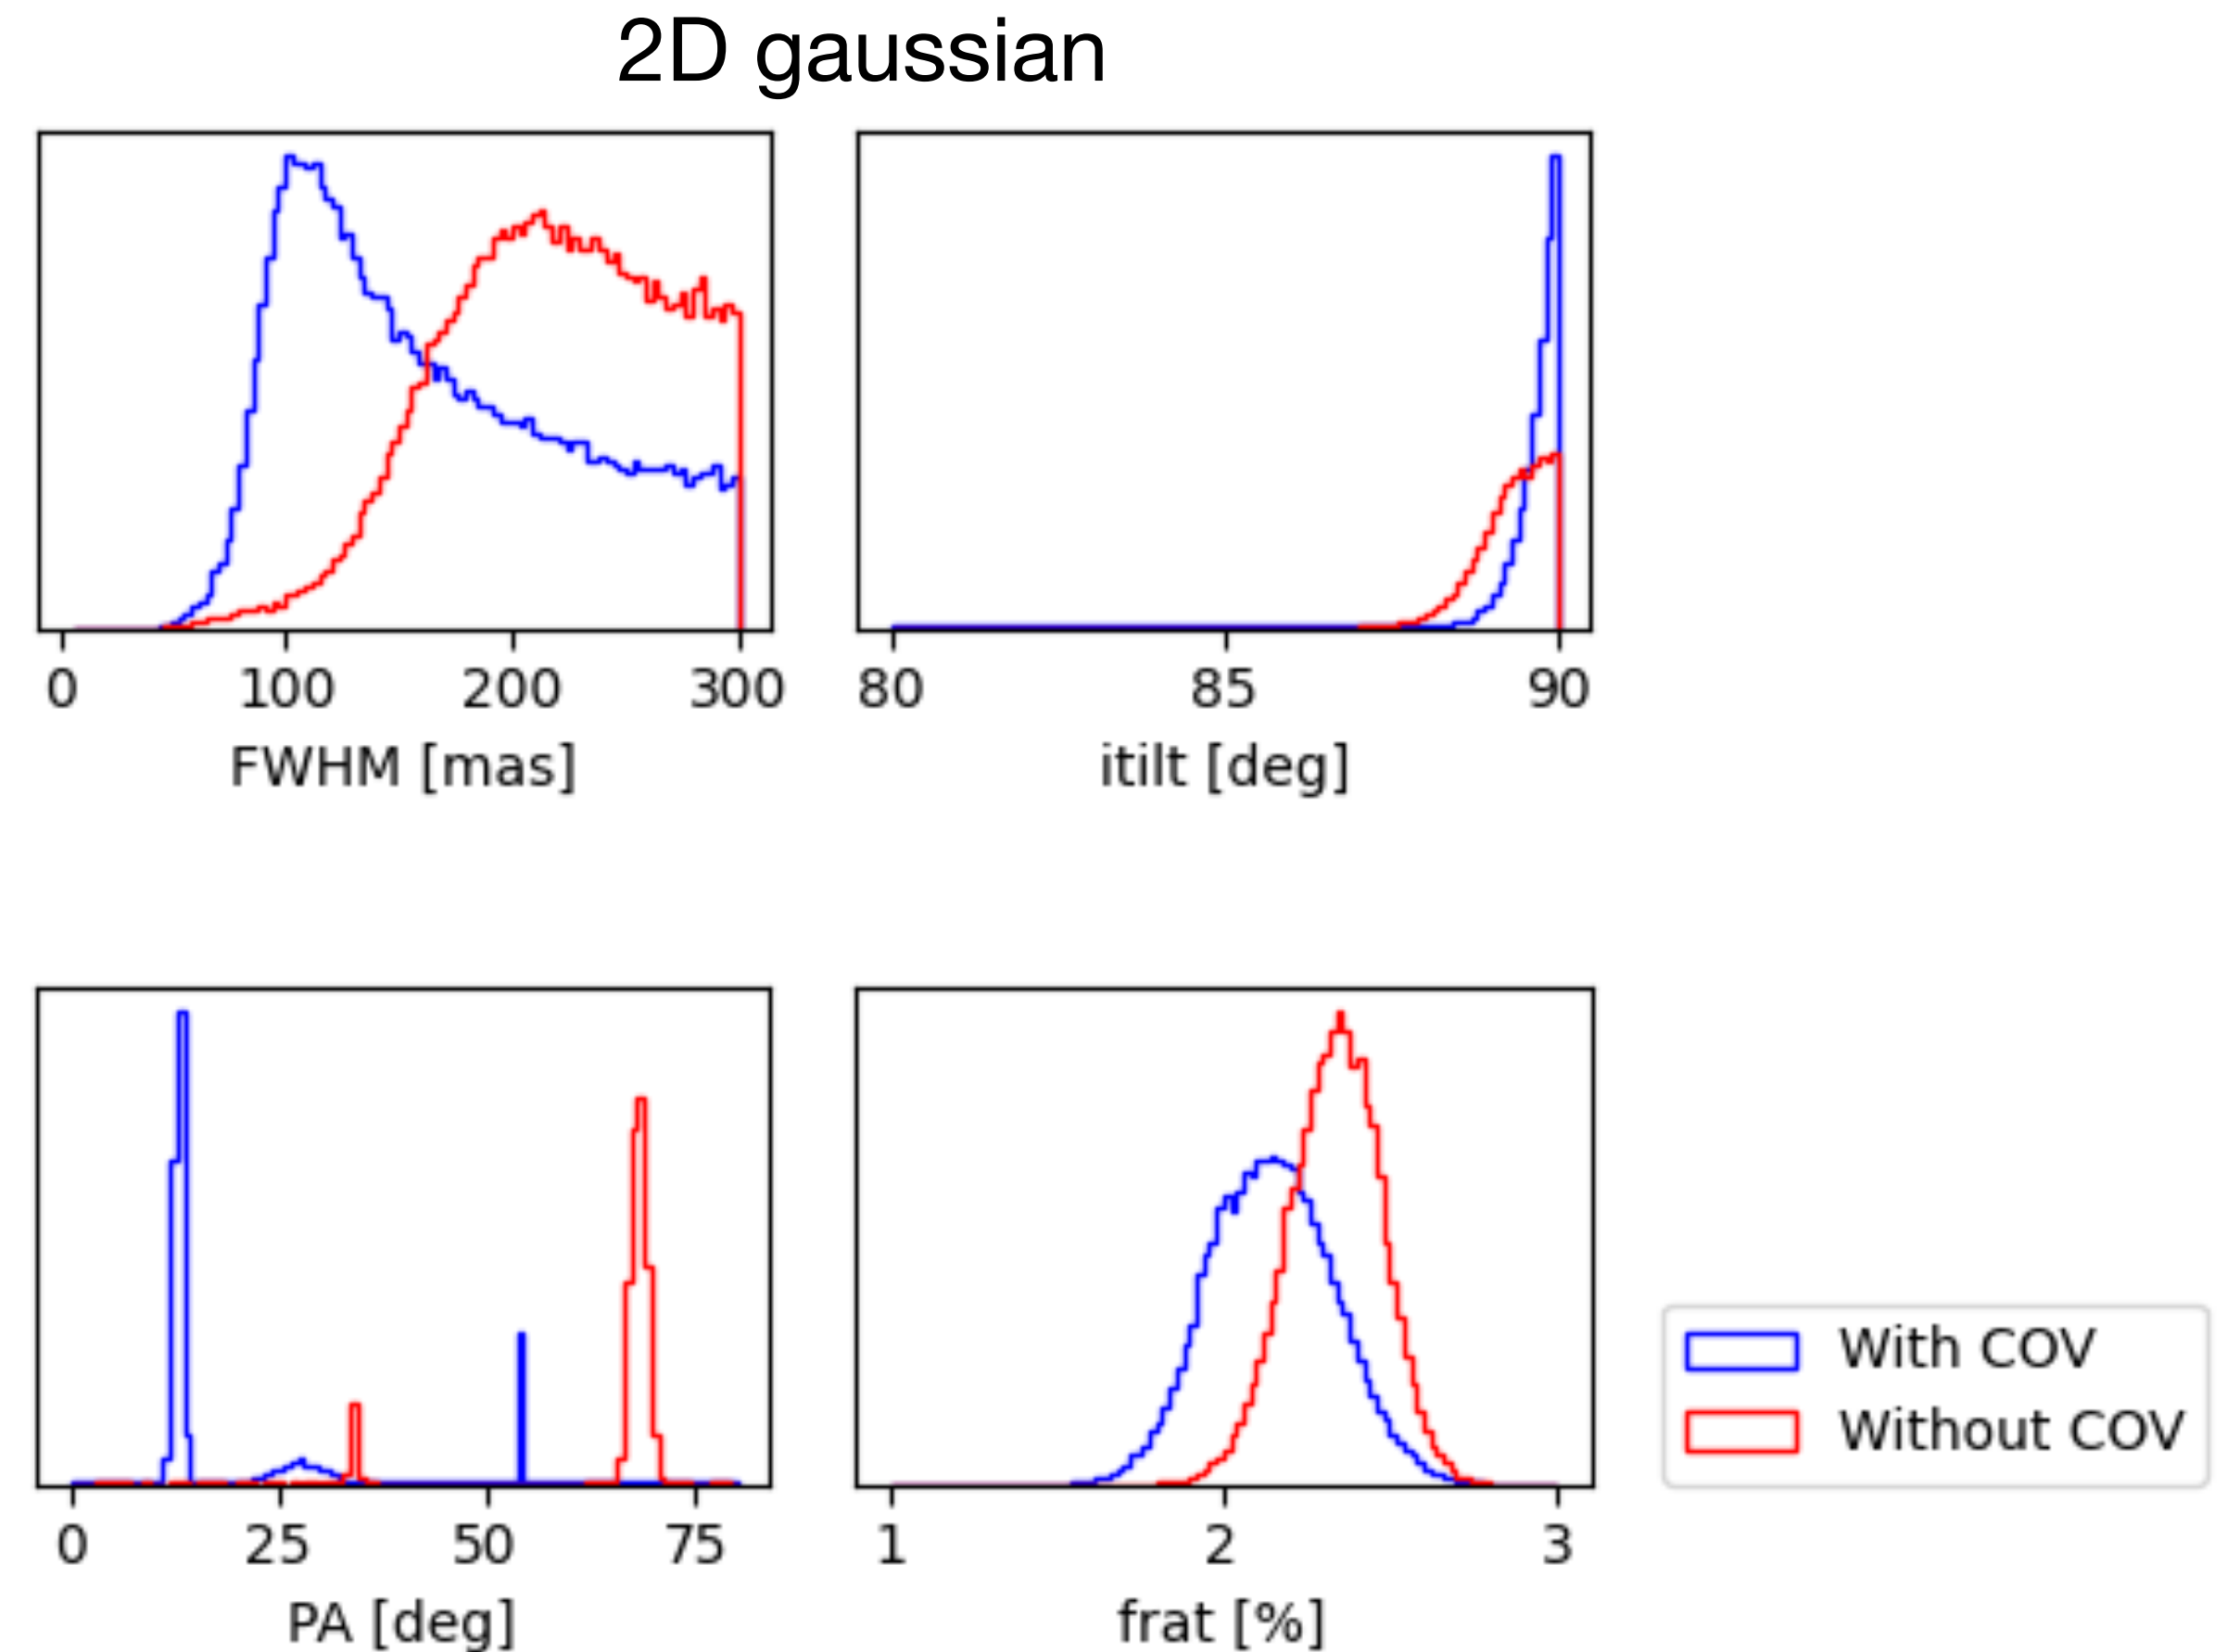 2D gaussian
0 100 200 300
80 85 90
FWHM [mas]
itilt [deg]
0 25 50 75
1 2 3
PA [deg]
frat [%]
With COV
Without COV